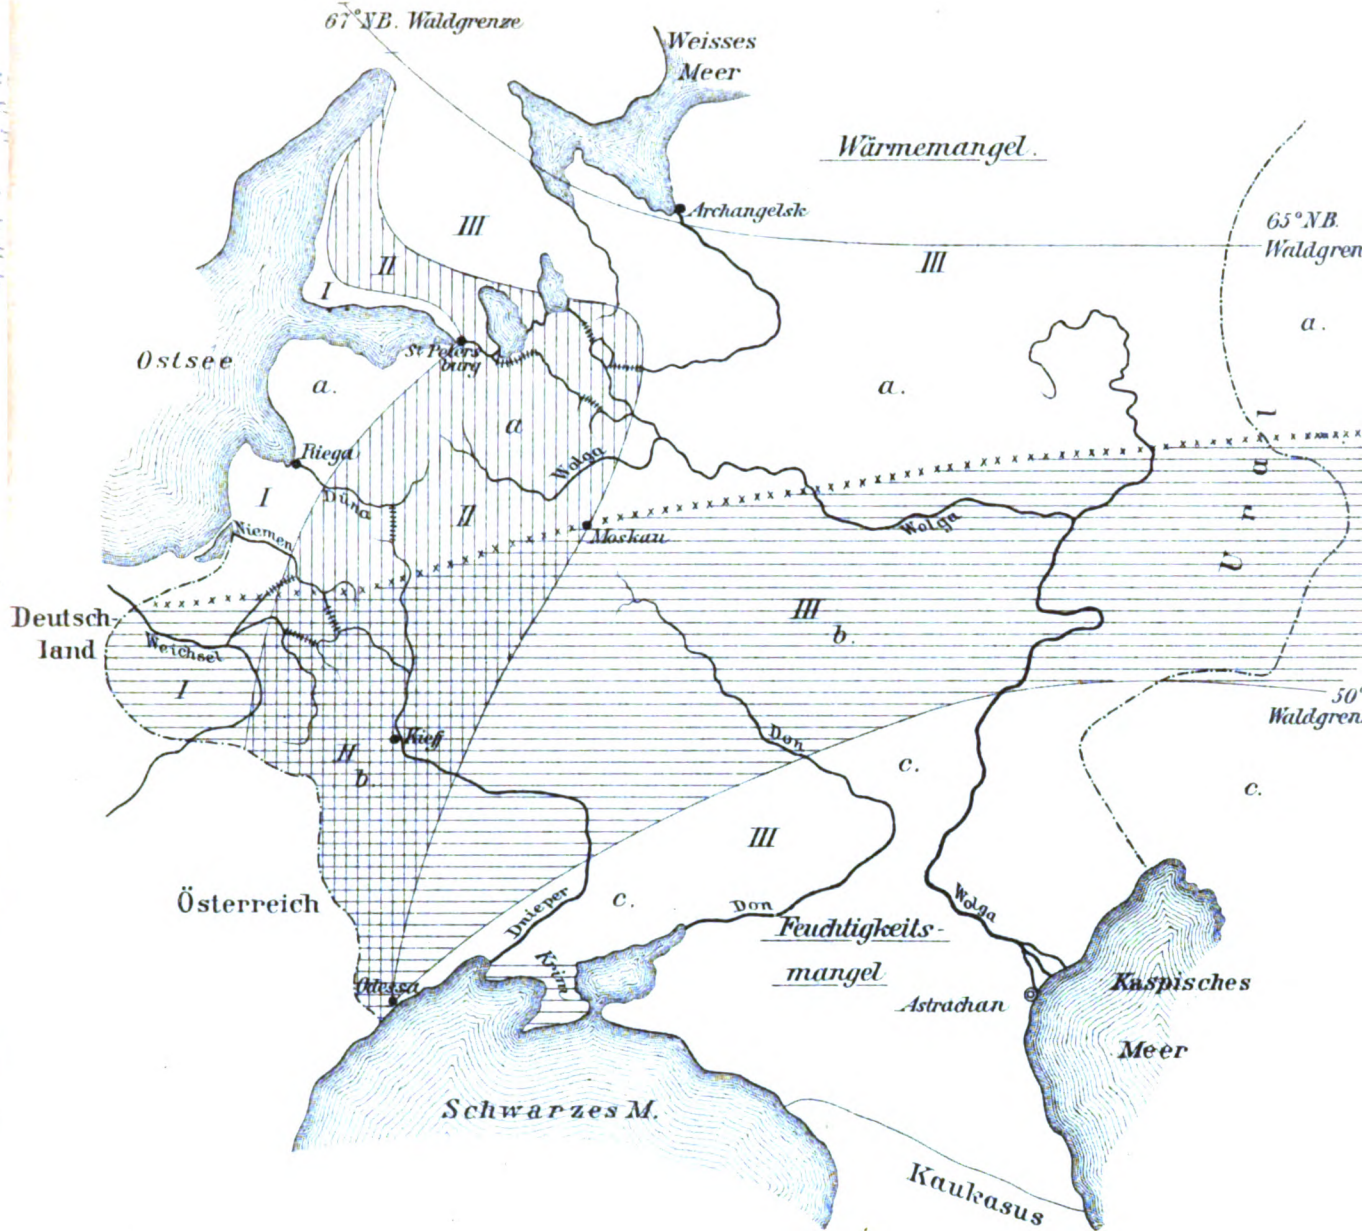 67° NB. Waldgrenze
Weisses
Meer
Wärmemangel.
Archangelsk
III
65° NB.
Waldgren
II
III
I
a.
St Peters-
burg
Ostsee
a.
a.
a
Riega
Wolga
I
Düna
II
Ural
Niemen
Moskau
Wolga
Deutsch-
land
III
b.
Weichsel
I
50°
Waldgren
Kieff
Don
II
b.
c.
c.
III
Österreich
Dnieper
c.
Don
Wolga
Feuchtigkeits-
mangel
Krim
Odessa
Astrachan
Kaspisches
Meer
Schwarzes M.
Kaukasus